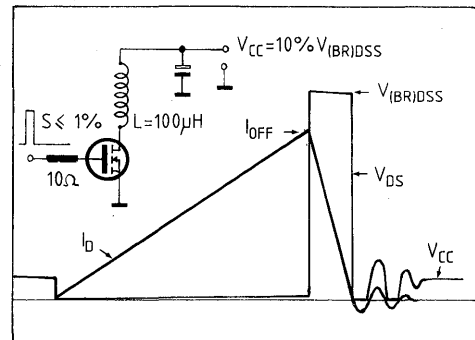 V_CC=10% V_(BR)DSS
S ≤ 1%
L=100µH
10Ω
V_(BR)DSS
I_OFF
V_DS
I_D
V_CC